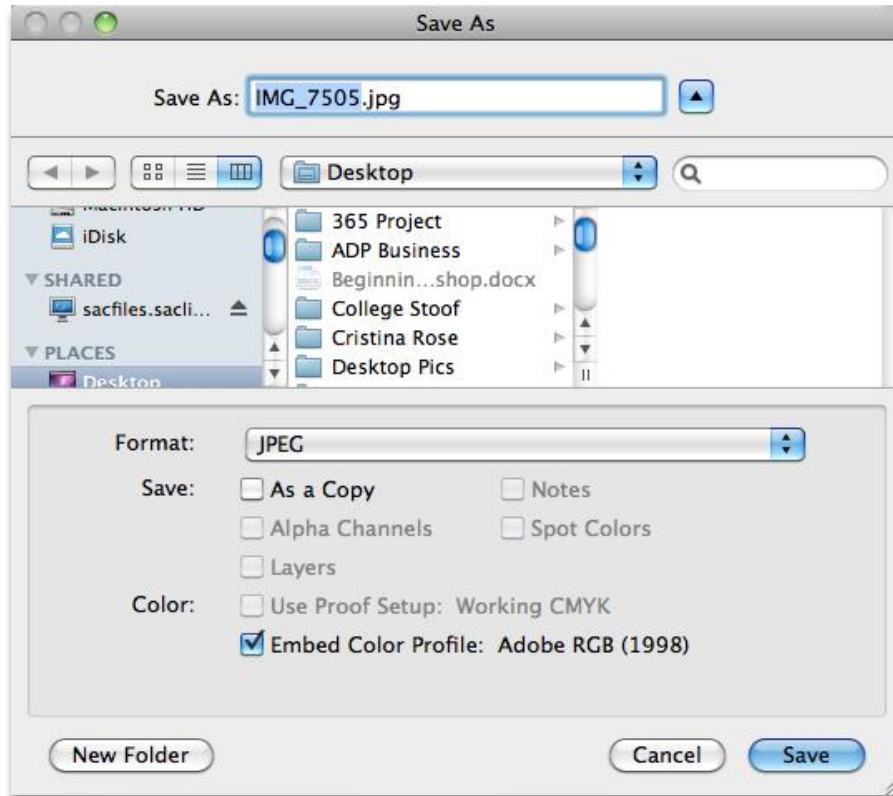 Save As
Save As: IMG_7505.jpg
Desktop
iDisk
SHARED
sacfiles.sacli...
PLACES
Desktop
365 Project
ADP Business
Beginnin...shop.docx
College Stoof
Cristina Rose
Desktop Pics
Format: JPEG
Save: As a Copy Notes
Alpha Channels Spot Colors
Layers
Color: Use Proof Setup: Working CMYK
Embed Color Profile: Adobe RGB (1998)
New Folder Cancel Save